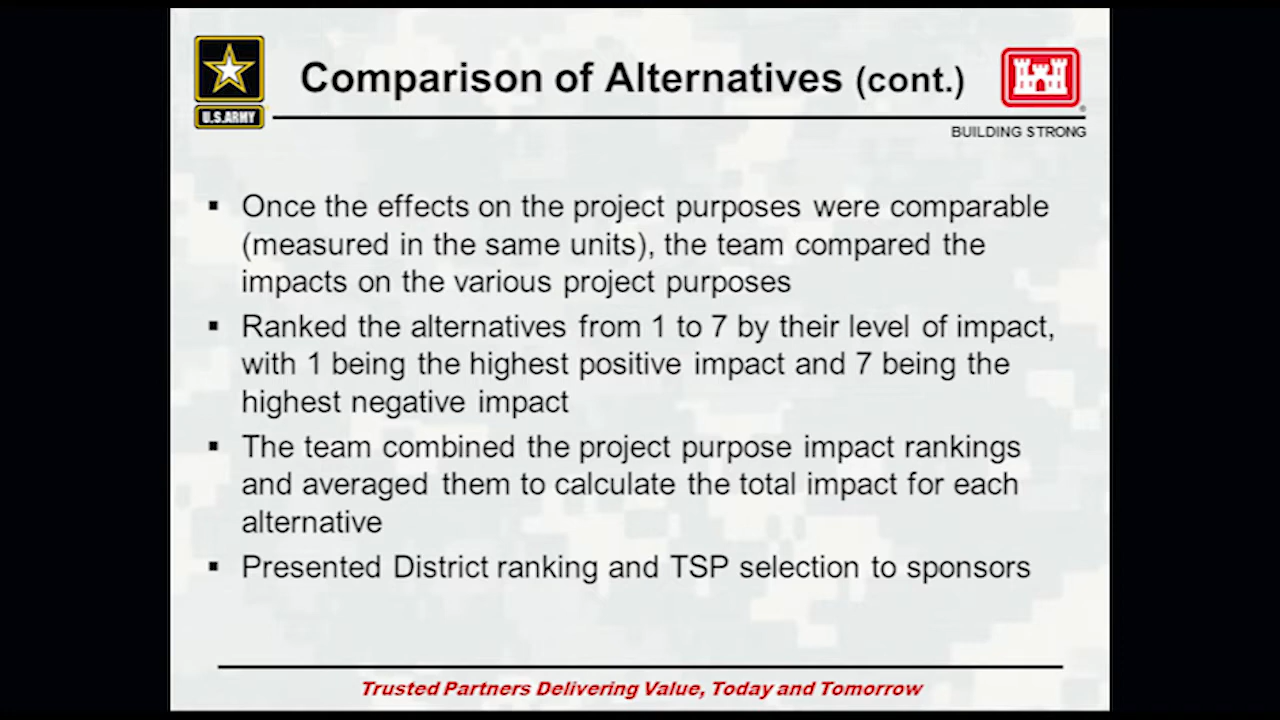 Comparison of Alternatives (cont.)
U.S.ARMY
®
BUILDING STRONG
▪ Once the effects on the project purposes were comparable
(measured in the same units), the team compared the
impacts on the various project purposes
▪ Ranked the alternatives from 1 to 7 by their level of impact,
with 1 being the highest positive impact and 7 being the
highest negative impact
▪ The team combined the project purpose impact rankings
and averaged them to calculate the total impact for each
alternative
▪ Presented District ranking and TSP selection to sponsors
Trusted Partners Delivering Value, Today and Tomorrow